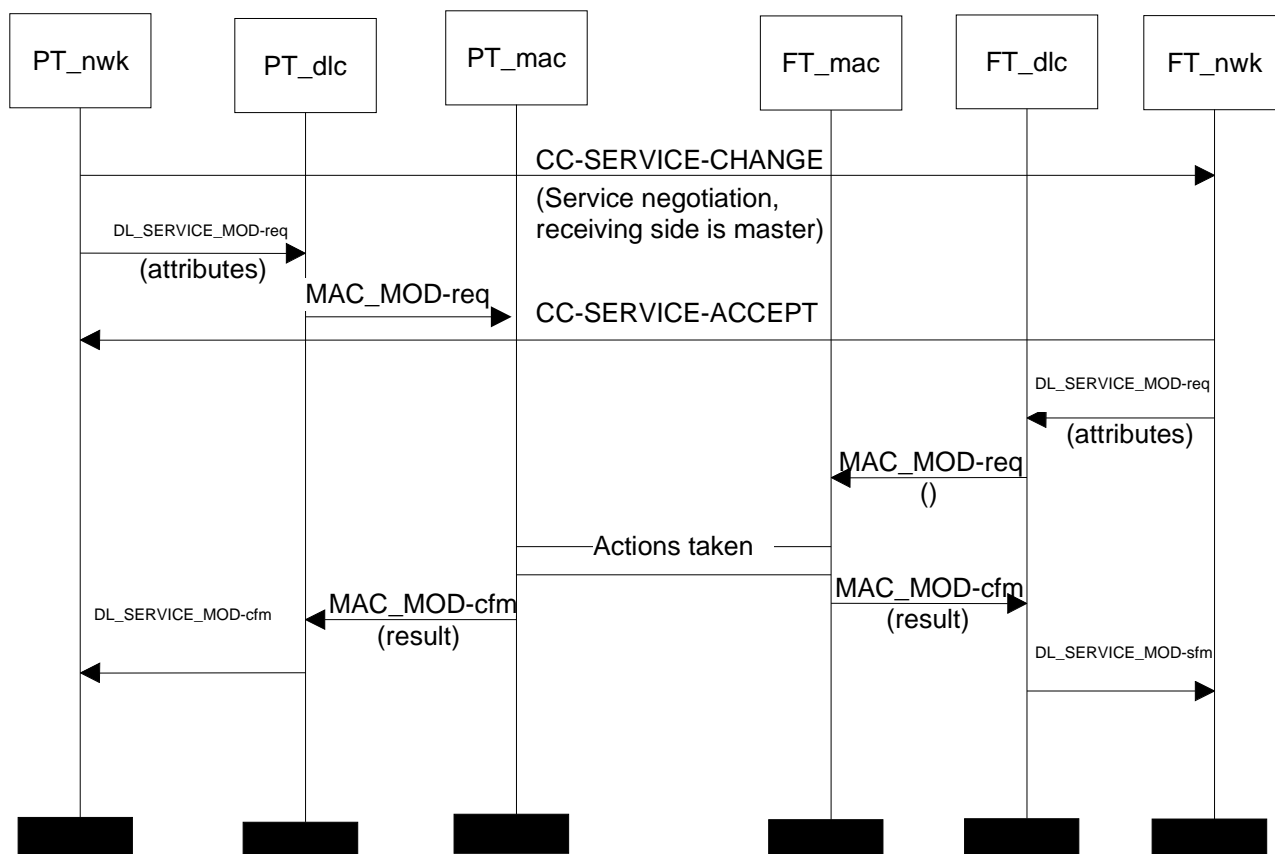 PT_nwk
PT_dlc
PT_mac
FT_mac
FT_dlc
FT_nwk
CC-SERVICE-CHANGE
(Service negotiation,
receiving side is master)
DL_SERVICE_MOD-req
(attributes)
MAC_MOD-req
CC-SERVICE-ACCEPT
DL_SERVICE_MOD-req
(attributes)
MAC_MOD-req
()
Actions taken
MAC_MOD-cfm
(result)
MAC_MOD-cfm
(result)
DL_SERVICE_MOD-cfm
DL_SERVICE_MOD-sfm